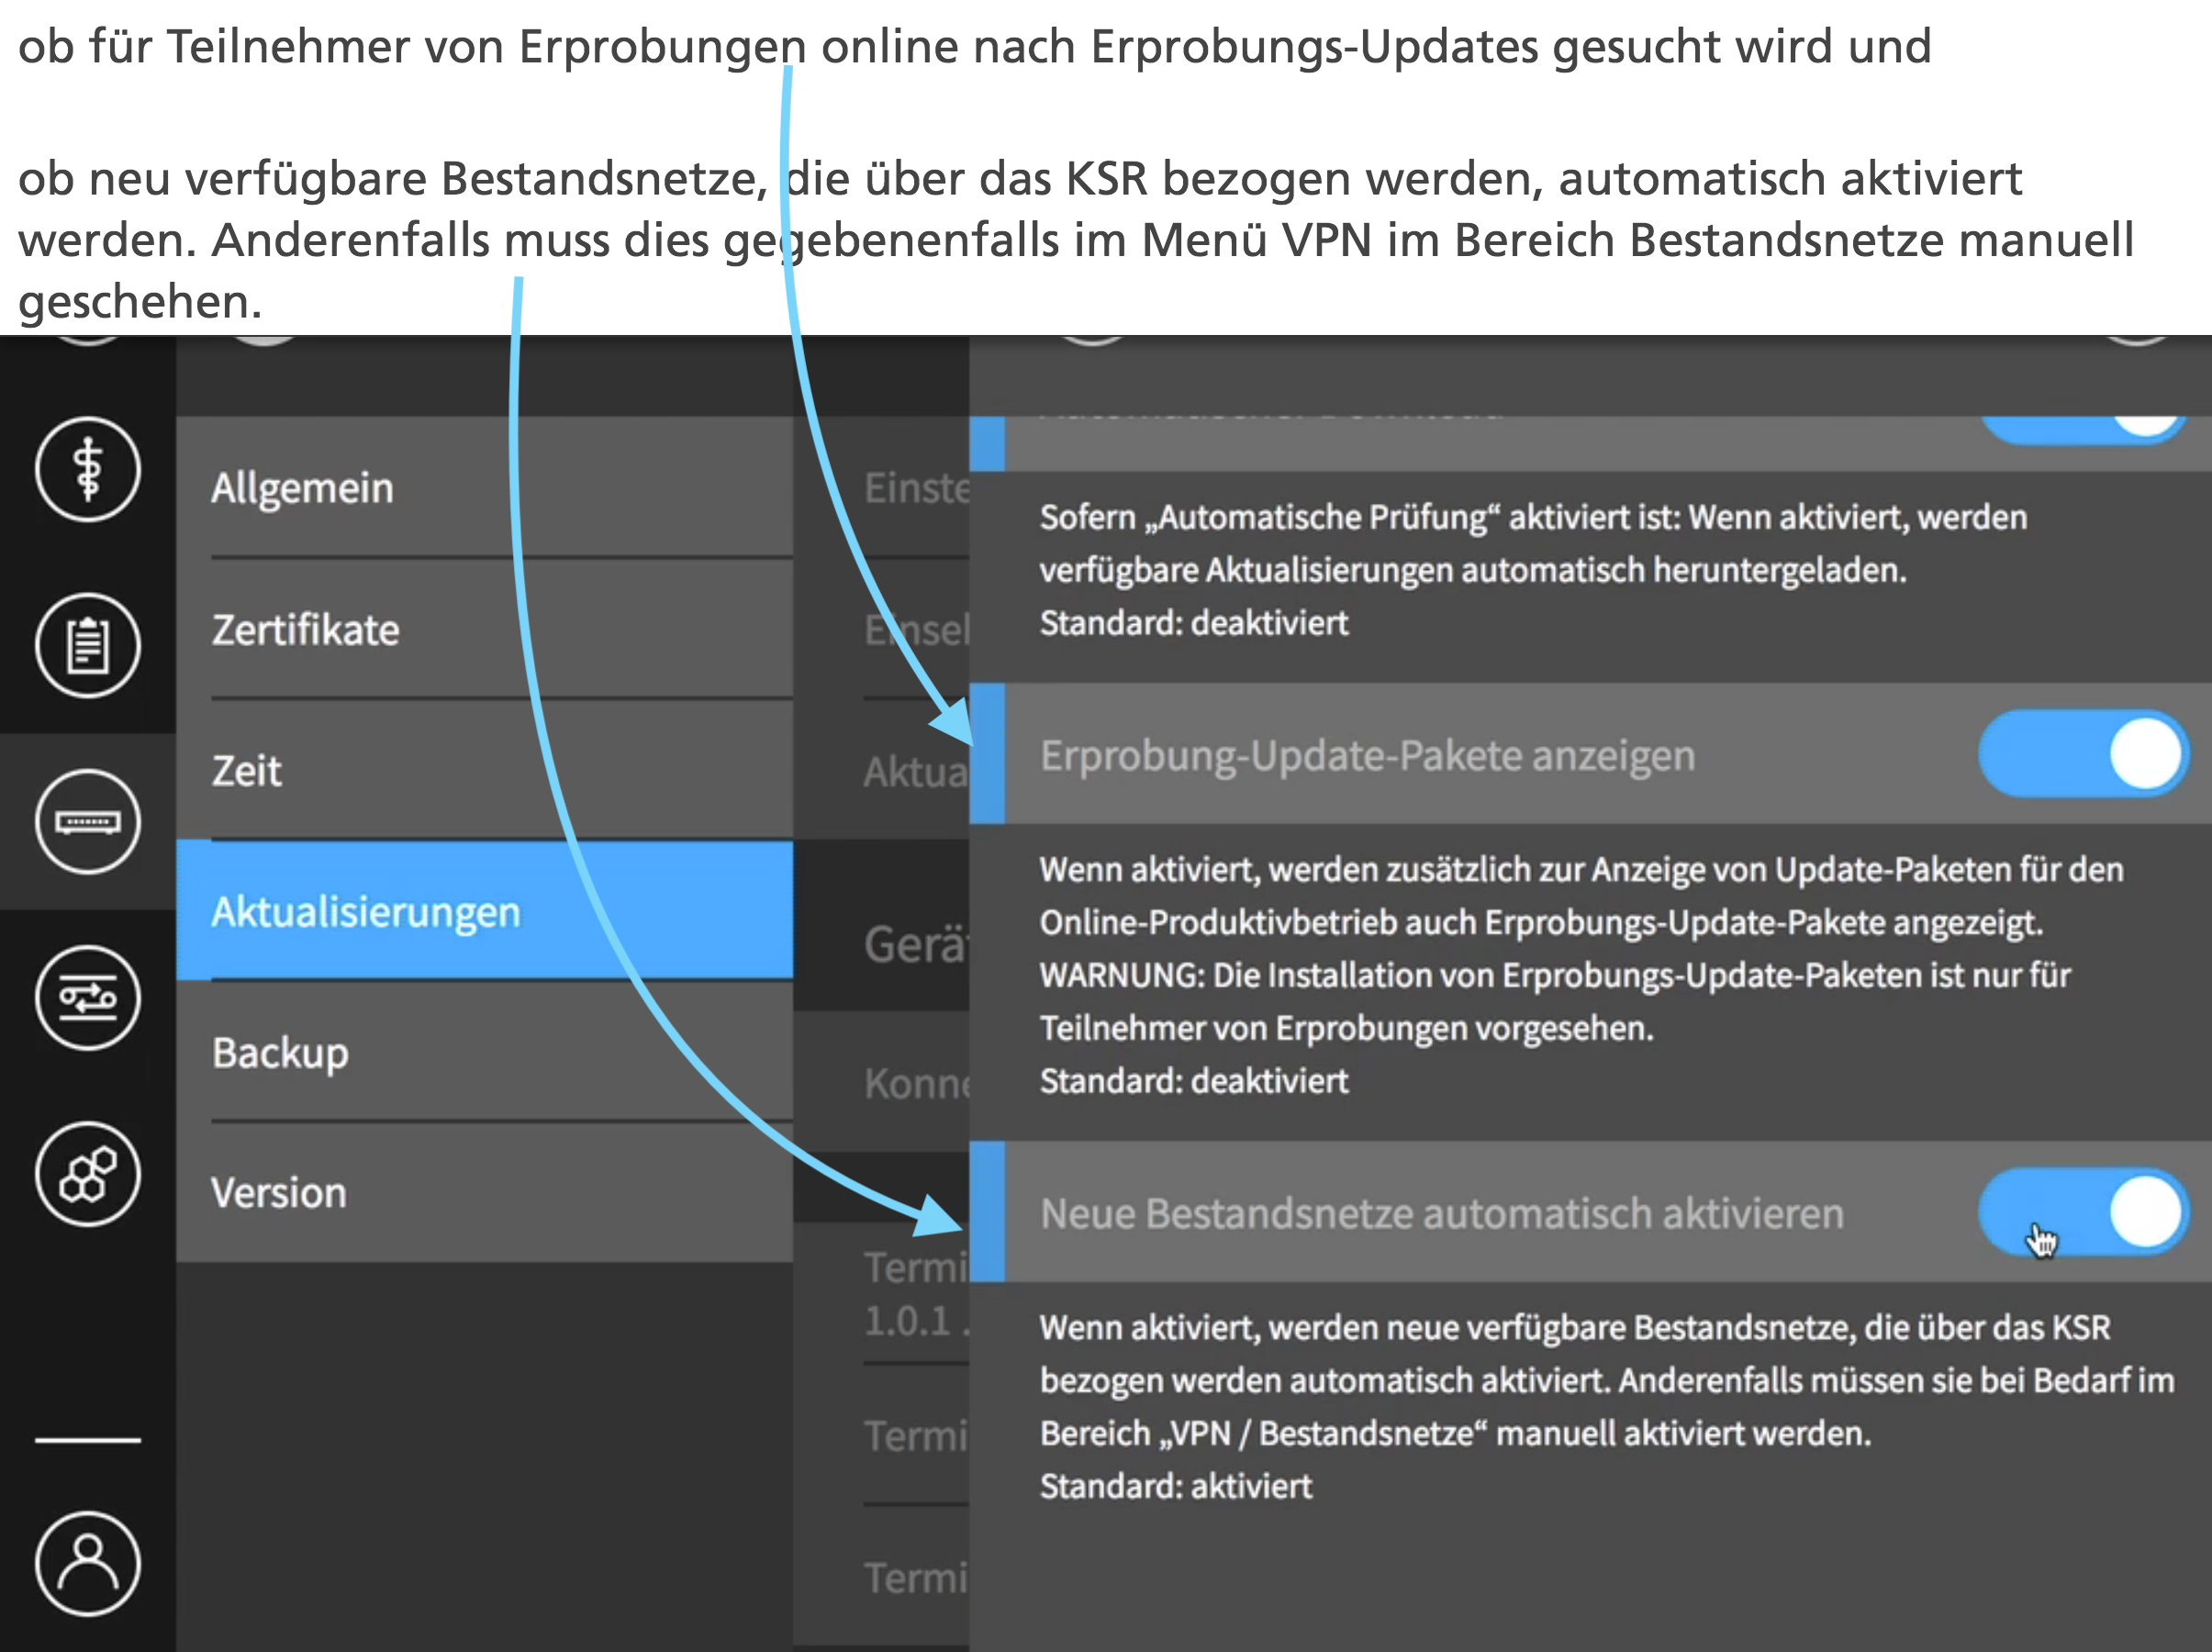 ob für Teilnehmer von Erprobungen online nach Erprobungs-Updates gesucht wird und
ob neu verfügbare Bestandsnetze, die über das KSR bezogen werden, automatisch aktiviert
werden. Anderenfalls muss dies gegebenenfalls im Menü VPN im Bereich Bestandsnetze manuell
geschehen.
Allgemein
Zertifikate
Zeit
Aktualisierungen
Backup
Version
Einste
Einsel
Aktua
Gerä
Konne
Termi
1.0.1 .
Termi
Termi
Sofern „Automatische Prüfung“ aktiviert ist: Wenn aktiviert, werden
verfügbare Aktualisierungen automatisch heruntergeladen.
Standard: deaktiviert
Erprobung-Update-Pakete anzeigen
Wenn aktiviert, werden zusätzlich zur Anzeige von Update-Paketen für den
Online-Produktivbetrieb auch Erprobungs-Update-Pakete angezeigt.
WARNUNG: Die Installation von Erprobungs-Update-Paketen ist nur für
Teilnehmer von Erprobungen vorgesehen.
Standard: deaktiviert
Neue Bestandsnetze automatisch aktivieren
Wenn aktiviert, werden neue verfügbare Bestandsnetze, die über das KSR
bezogen werden automatisch aktiviert. Anderenfalls müssen sie bei Bedarf im
Bereich „VPN / Bestandsnetze“ manuell aktiviert werden.
Standard: aktiviert